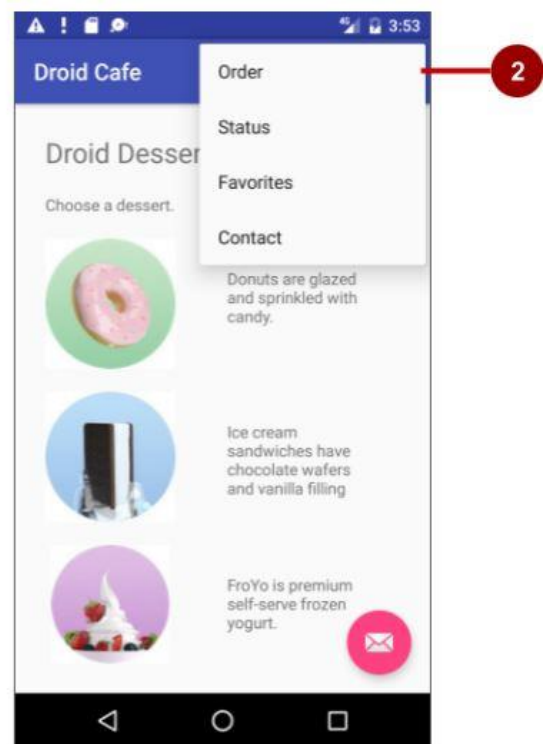 4G 3:53
Droid Cafe
Order
2
Status
Droid Desser
Favorites
Choose a dessert.
Contact
Donuts are glazed
and sprinkled with
candy.
Ice cream
sandwiches have
chocolate wafers
and vanilla filling
FroYo is premium
self-serve frozen
yogurt.